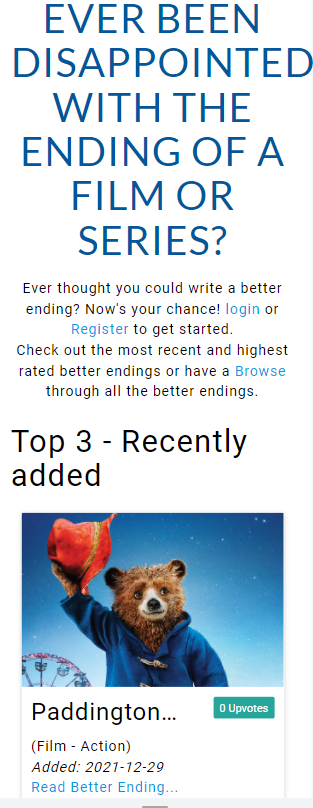 EVER BEEN
DISAPPOINTED
WITH THE
ENDING OF A
FILM OR
SERIES?
Ever thought you could write a better
ending? Now's your chance! login or
Register to get started.
Check out the most recent and highest
rated better endings or have a Browse
through all the better endings.
Top 3 - Recently
added
Paddington...
0 Upvotes
(Film - Action)
Added: 2021-12-29
Read Better Ending...